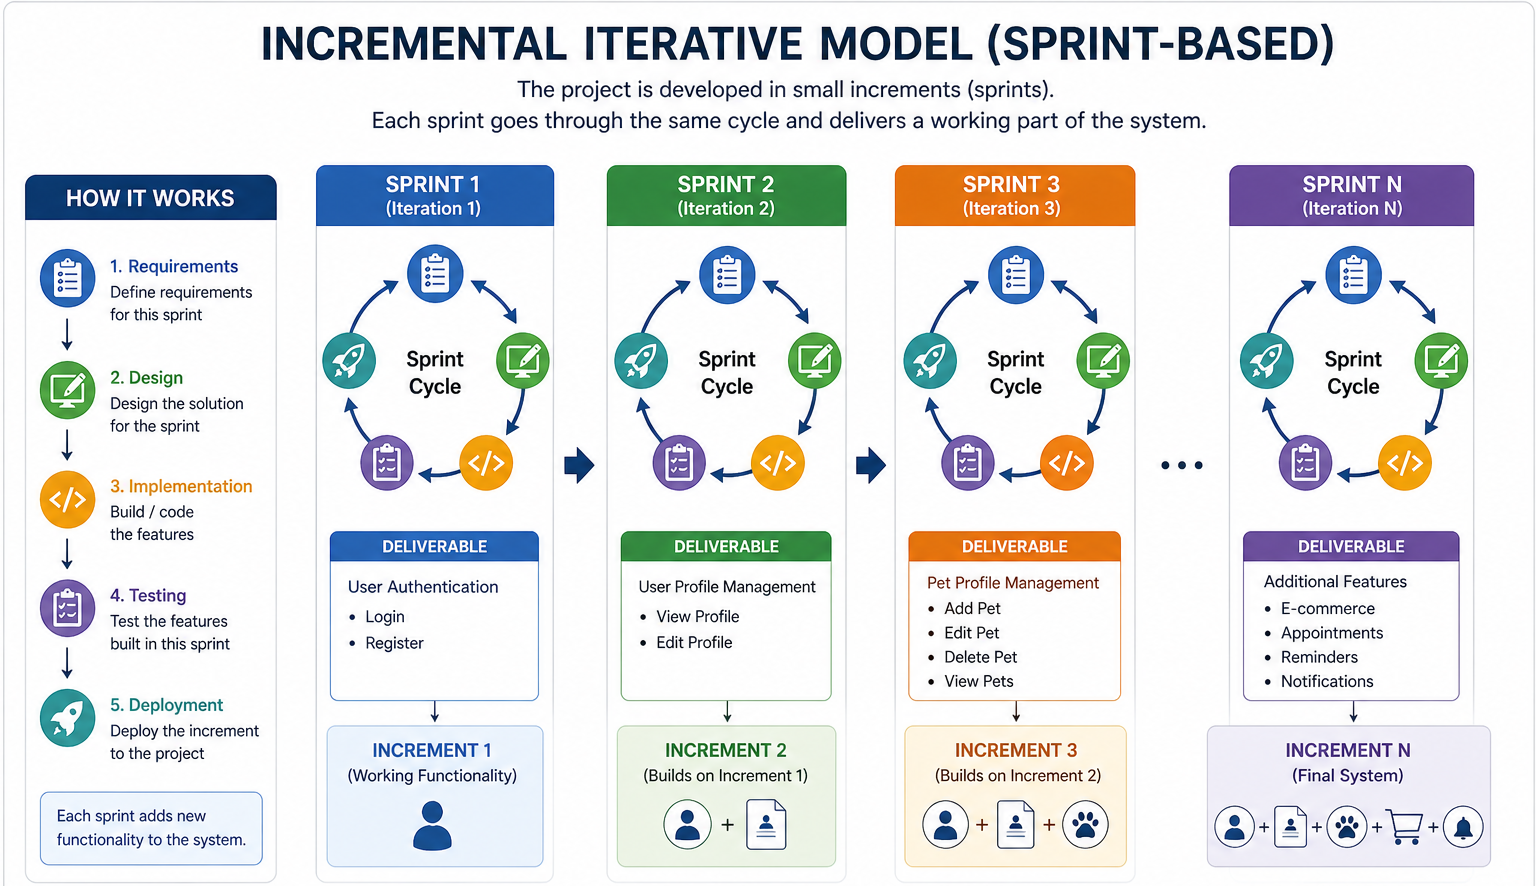 INCREMENTAL ITERATIVE MODEL (SPRINT-BASED)
The project is developed in small increments (sprints).
Each sprint goes through the same cycle and delivers a working part of the system.
HOW IT WORKS
1. Requirements
Define requirements
for this sprint
2. Design
Design the solution
for the sprint
3. Implementation
Build / code
the features
4. Testing
Test the features
built in this sprint
5. Deployment
Deploy the increment
to the project
Each sprint adds new
functionality to the system.
SPRINT 1
(Iteration 1)
Sprint
Cycle
DELIVERABLE
User Authentication
• Login
• Register
INCREMENT 1
(Working Functionality)
SPRINT 2
(Iteration 2)
Sprint
Cycle
DELIVERABLE
User Profile Management
• View Profile
• Edit Profile
INCREMENT 2
(Builds on Increment 1)
+
SPRINT 3
(Iteration 3)
Sprint
Cycle
DELIVERABLE
Pet Profile Management
• Add Pet
• Edit Pet
• Delete Pet
• View Pets
INCREMENT 3
(Builds on Increment 2)
+ +
...
SPRINT N
(Iteration N)
Sprint
Cycle
DELIVERABLE
Additional Features
• E-commerce
• Appointments
• Reminders
• Notifications
INCREMENT N
(Final System)
+ + + +